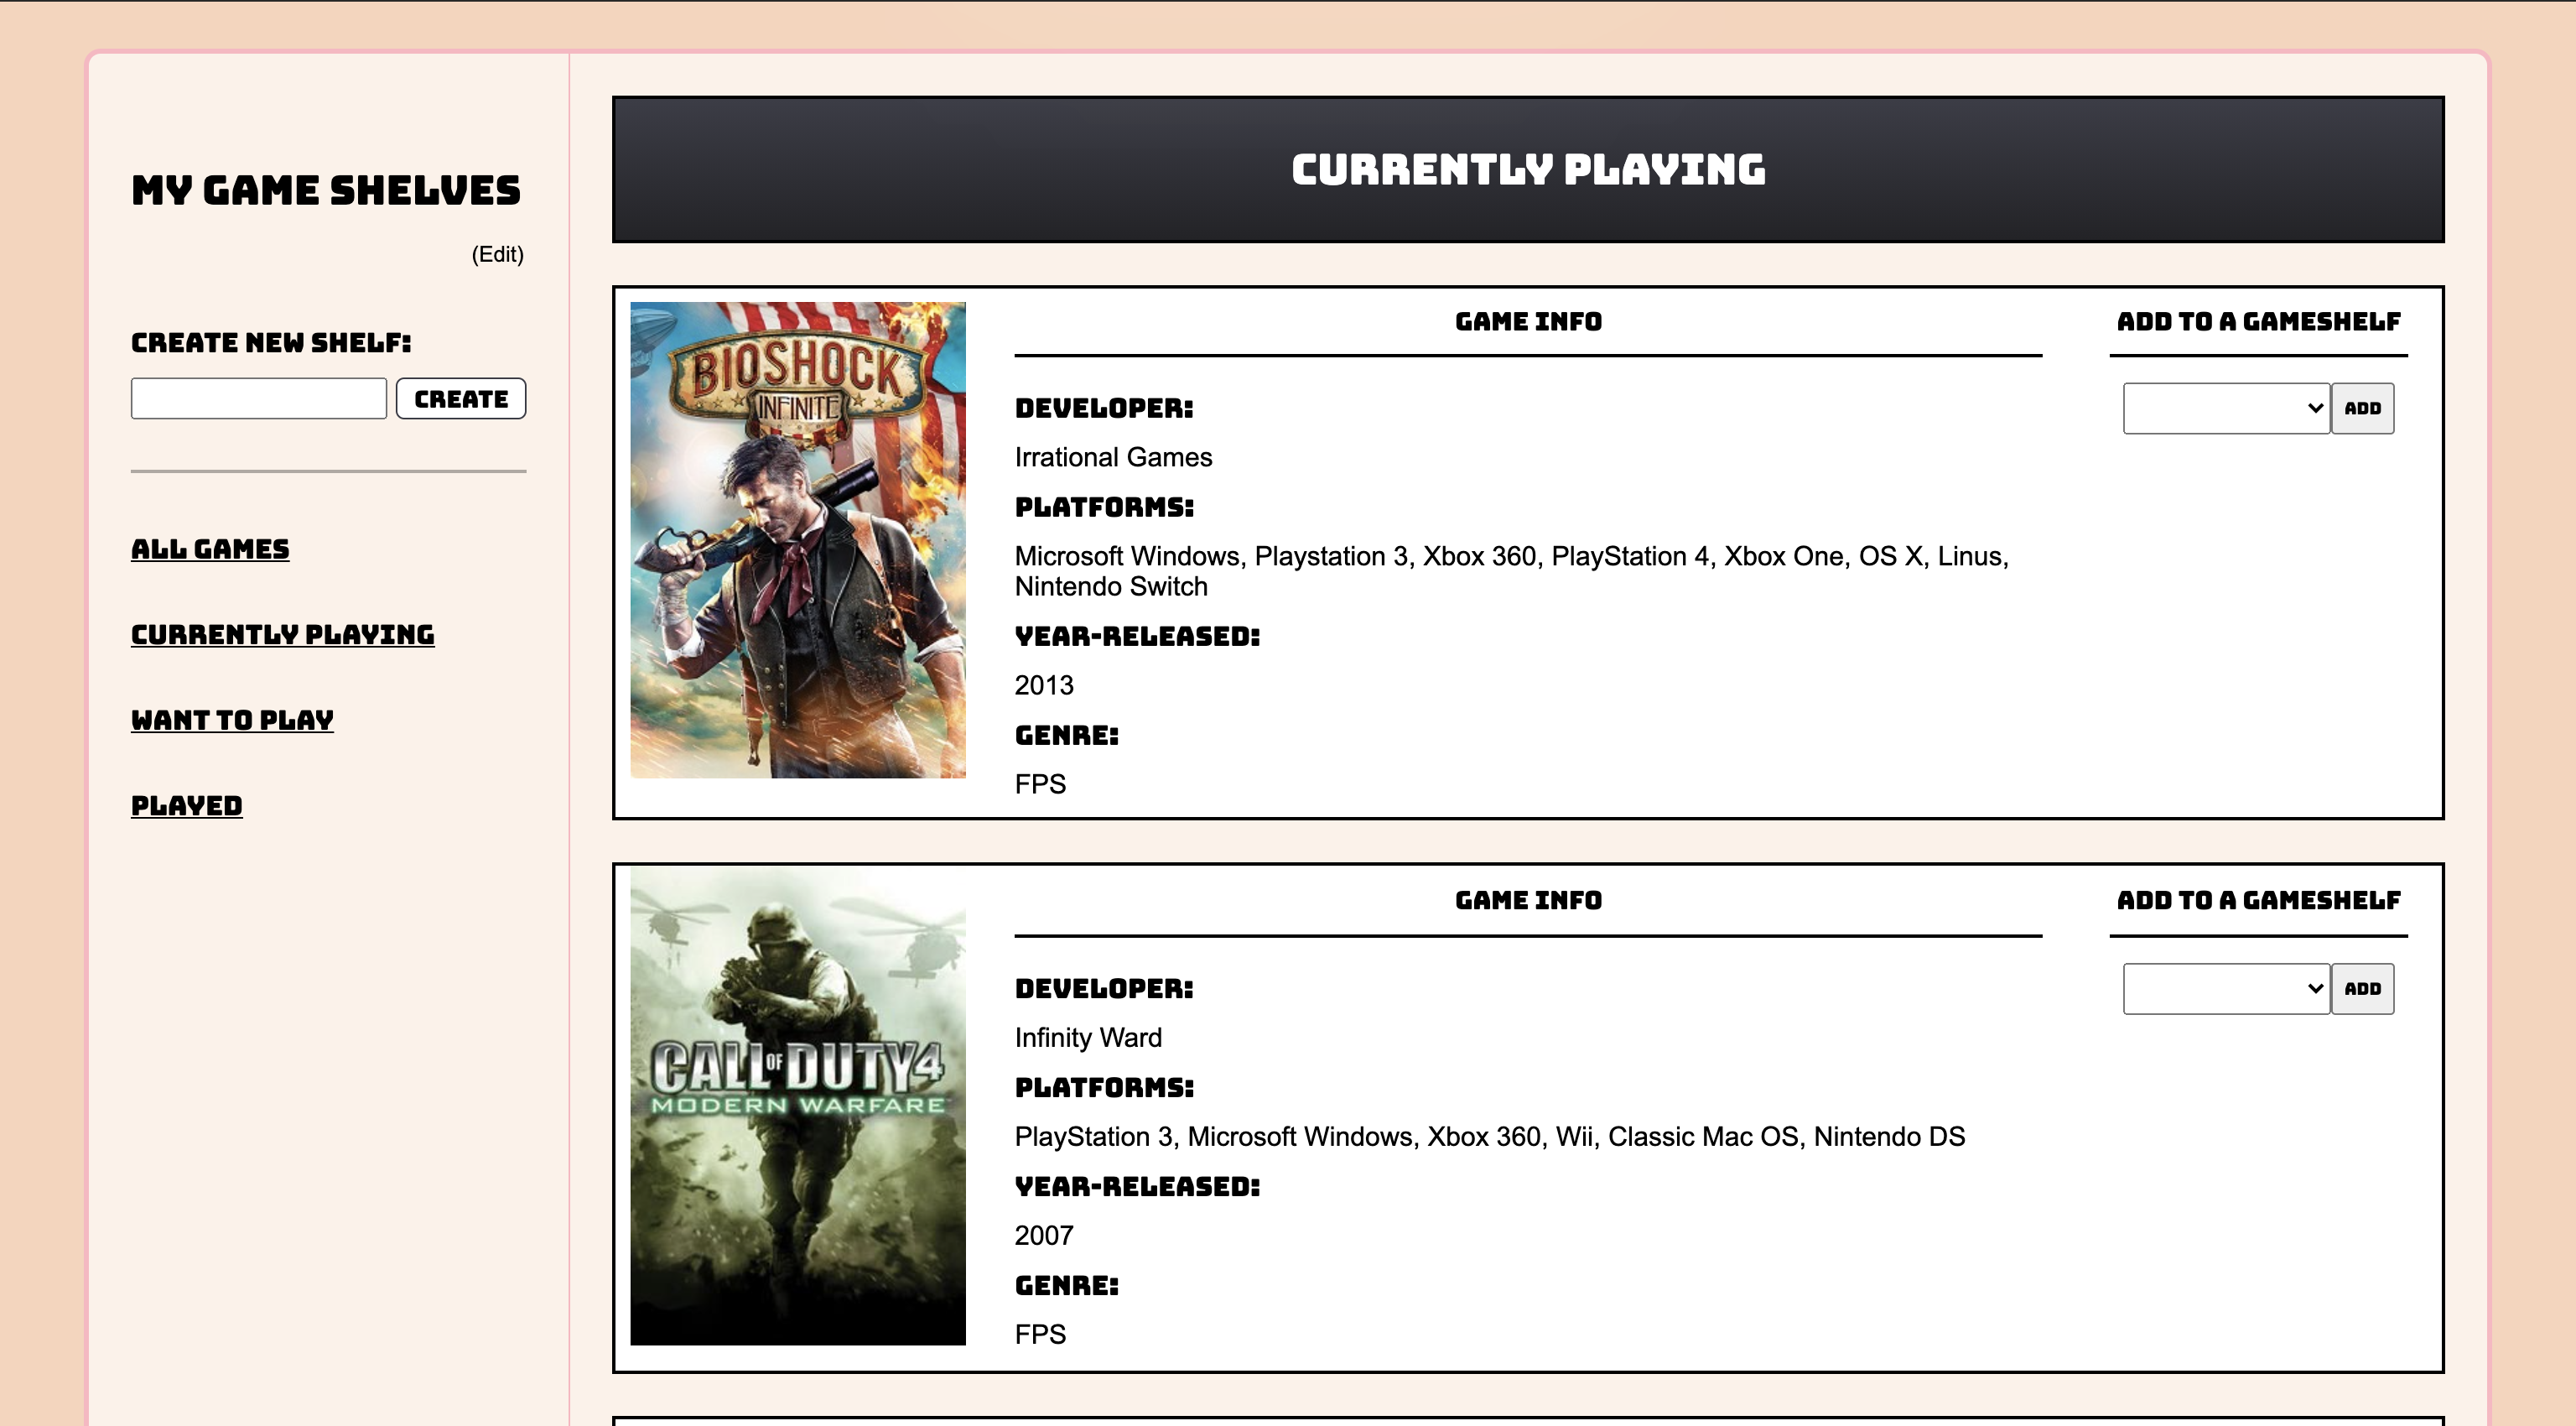 MY GAME SHELVES
(Edit)
CREATE NEW SHELF:
CREATE
ALL GAMES
CURRENTLY PLAYING
WANT TO PLAY
PLAYED
CURRENTLY PLAYING
BIOSHOCK
INFINITE
GAME INFO
DEVELOPER:
Irrational Games
PLATFORMS:
Microsoft Windows, Playstation 3, Xbox 360, PlayStation 4, Xbox One, OS X, Linus,
Nintendo Switch
YEAR-RELEASED:
2013
GENRE:
FPS
ADD TO A GAMESHELF
ADD
CALL OF DUTY 4
MODERN WARFARE
GAME INFO
DEVELOPER:
Infinity Ward
PLATFORMS:
PlayStation 3, Microsoft Windows, Xbox 360, Wii, Classic Mac OS, Nintendo DS
YEAR-RELEASED:
2007
GENRE:
FPS
ADD TO A GAMESHELF
ADD